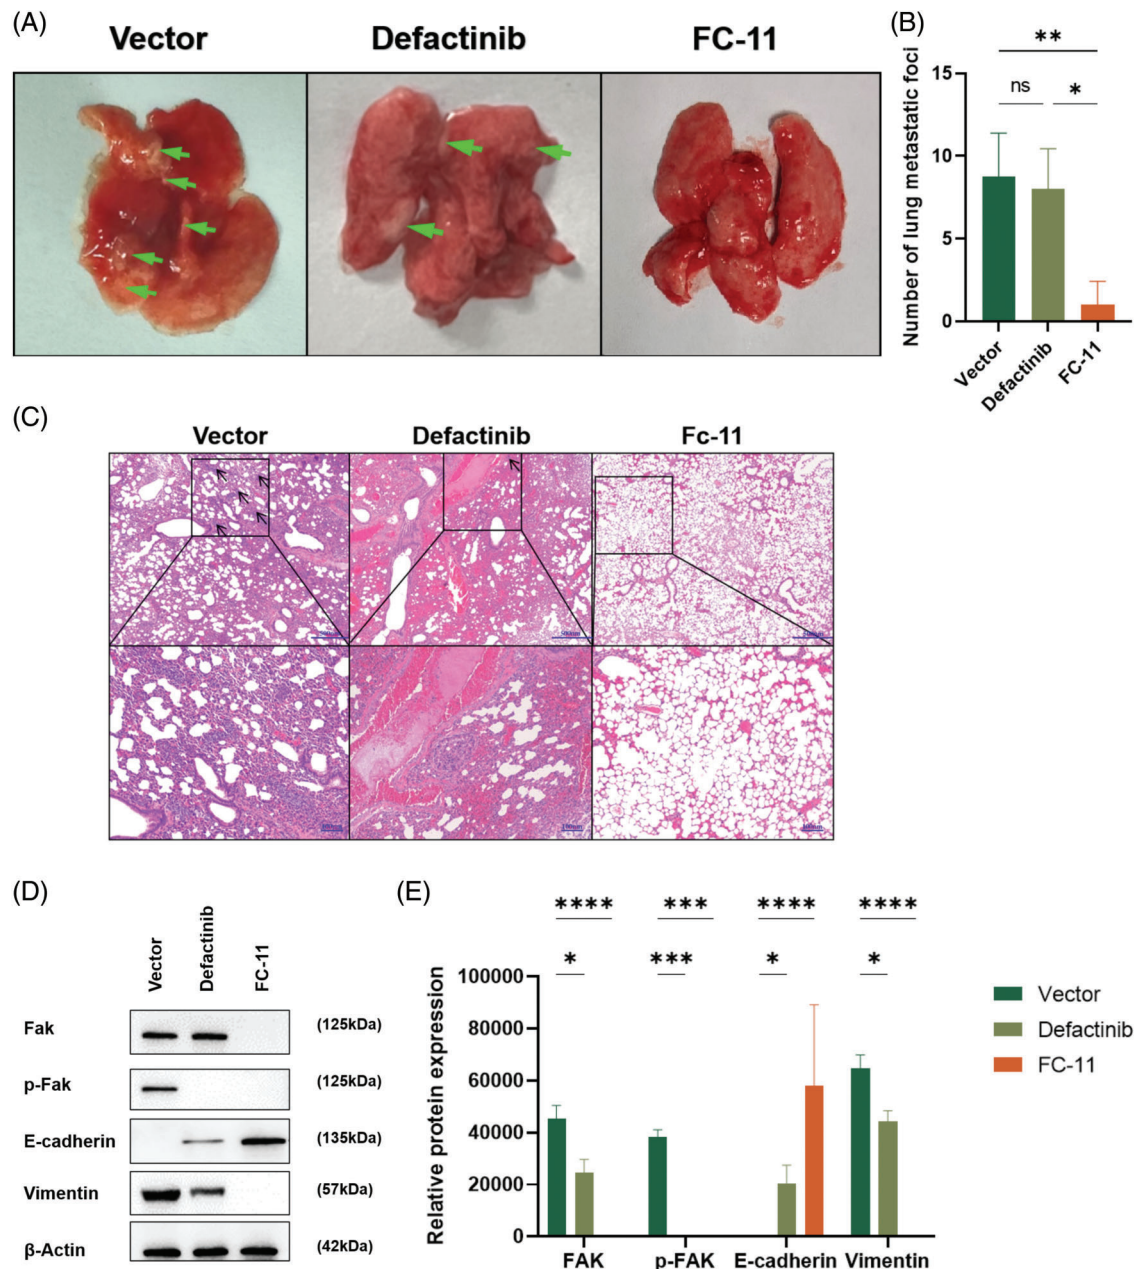 (A)
Vector
Defactinib
FC-11
(B)
**
ns
*
15
10
5
0
Number of lung metastatic foci
Vector
Defactinib
FC-11
(C)
Vector
Defactinib
Fc-11
(D)
Vector
Defactinib
FC-11
Fak
(125kDa)
p-Fak
(125kDa)
E-cadherin
(135kDa)
Vimentin
(57kDa)
β-Actin
(42kDa)
(E)
**** *** **** ****
* *** * *
100000
80000
60000
40000
20000
0
Relative protein expression
FAK
p-FAK
E-cadherin
Vimentin
Vector
Defactinib
FC-11